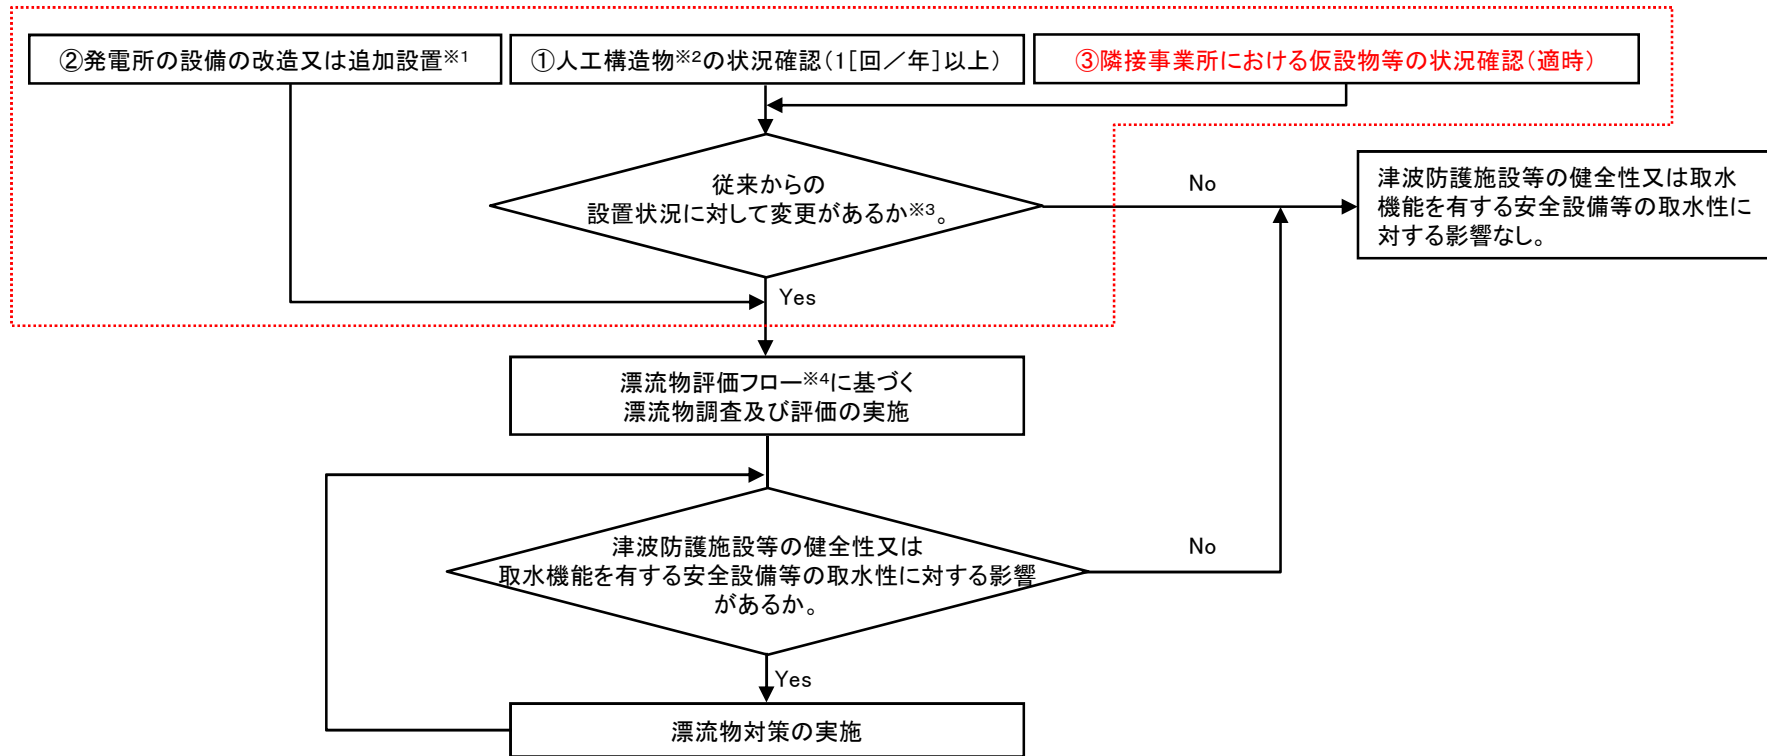 ②発電所の設備の改造又は追加設置※1
①人工構造物※2の状況確認(1[回/年]以上)
③隣接事業所における仮設物等の状況確認(適時)
従来からの
設置状況に対して変更があるか※3。
No
津波防護施設等の健全性又は取水
機能を有する安全設備等の取水性に
対する影響なし。
Yes
漂流物評価フロー※4に基づく
漂流物調査及び評価の実施
津波防護施設等の健全性又は
取水機能を有する安全設備等の取水性に対する影響
があるか。
No
Yes
漂流物対策の実施